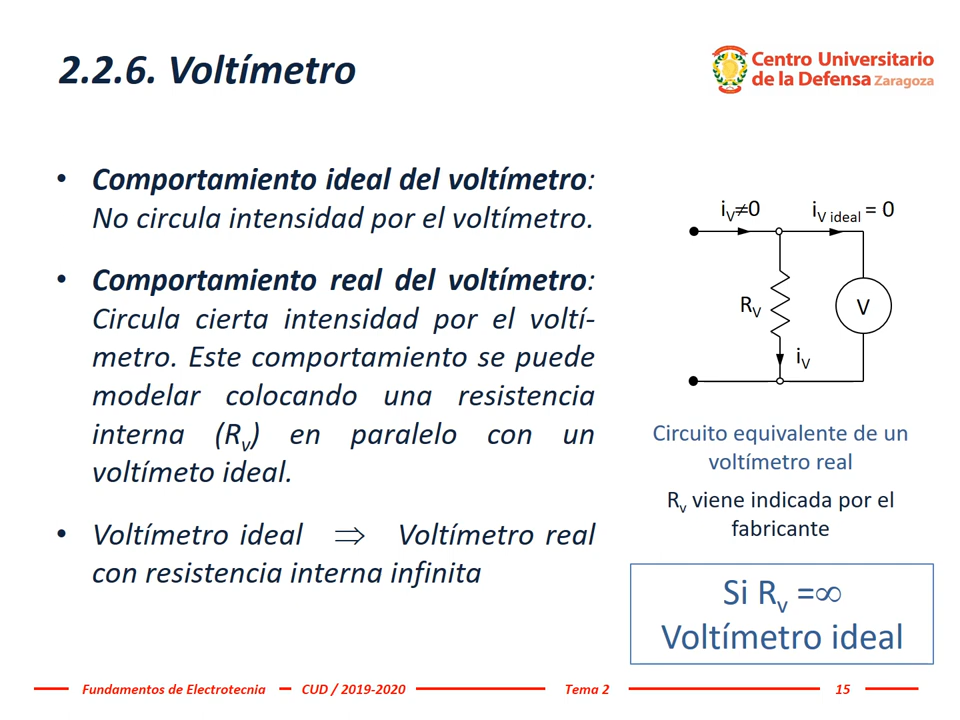 2.2.6. Voltímetro
Centro Universitario
de la Defensa Zaragoza
• Comportamiento ideal del voltímetro:
No circula intensidad por el voltímetro.
• Comportamiento real del voltímetro:
Circula cierta intensidad por el voltí-
metro. Este comportamiento se puede
modelar colocando una resistencia
interna (Rv) en paralelo con un
voltímeto ideal.
• Voltímetro ideal ⇒ Voltímetro real
con resistencia interna infinita
iV≠0
iV ideal = 0
RV
V
iV
Circuito equivalente de un
voltímetro real
Rv viene indicada por el
fabricante
Si Rv =∞
Voltímetro ideal
Fundamentos de Electrotecnia CUD / 2019-2020 Tema 2 15